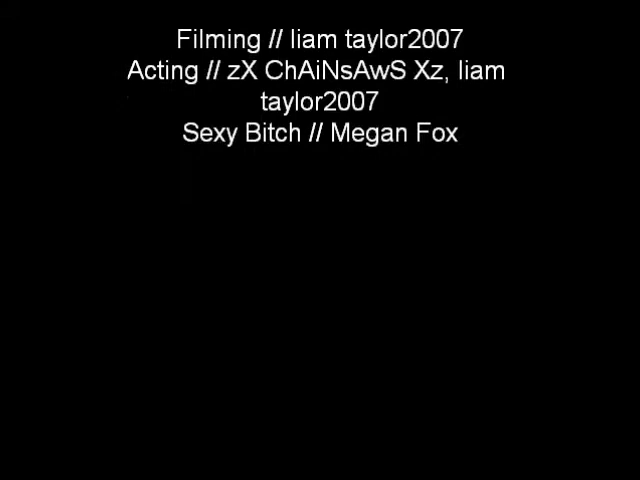 Filming // liam taylor2007
Acting // zX ChAiNsAwS Xz, liam
taylor2007
Sexy Bitch // Megan Fox